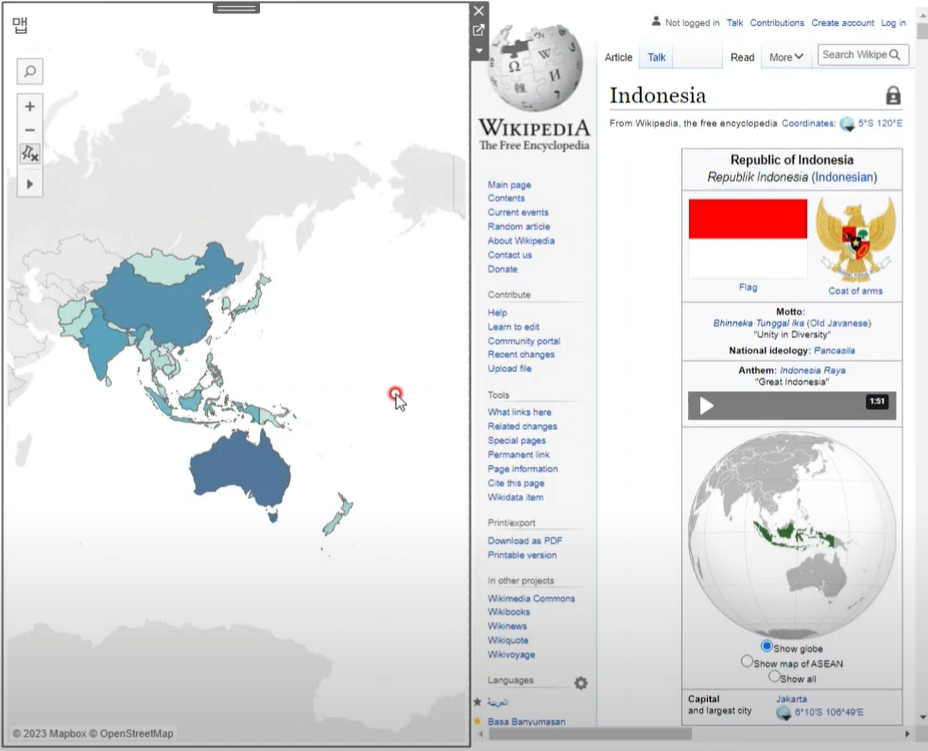 맵
© 2023 Mapbox © OpenStreetMap
WIKIPEDIA
The Free Encyclopedia
Main page
Contents
Current events
Random article
About Wikipedia
Contact us
Donate
Contribute
Help
Learn to edit
Community portal
Recent changes
Upload file
Tools
What links here
Related changes
Special pages
Permanent link
Page information
Cite this page
Wikidata item
Print/export
Download as PDF
Printable version
In other projects
Wikimedia Commons
Wikibooks
Wikinews
Wikiquote
Wikivoyage
Languages
العربية
Basa Banyumasan
Not logged in Talk Contributions Create account Log in
Article Talk Read More Search Wikipe
Indonesia
From Wikipedia, the free encyclopedia Coordinates: 5°S 120°E
Republic of Indonesia
Republik Indonesia (Indonesian)
Flag Coat of arms
Motto:
Bhinneka Tunggal Ika (Old Javanese)
"Unity in Diversity"
National ideology: Pancasila
Anthem: Indonesia Raya
"Great Indonesia"
1:51
Show globe
Show map of ASEAN
Show all
Capital Jakarta
and largest city 6°10′S 106°49′E